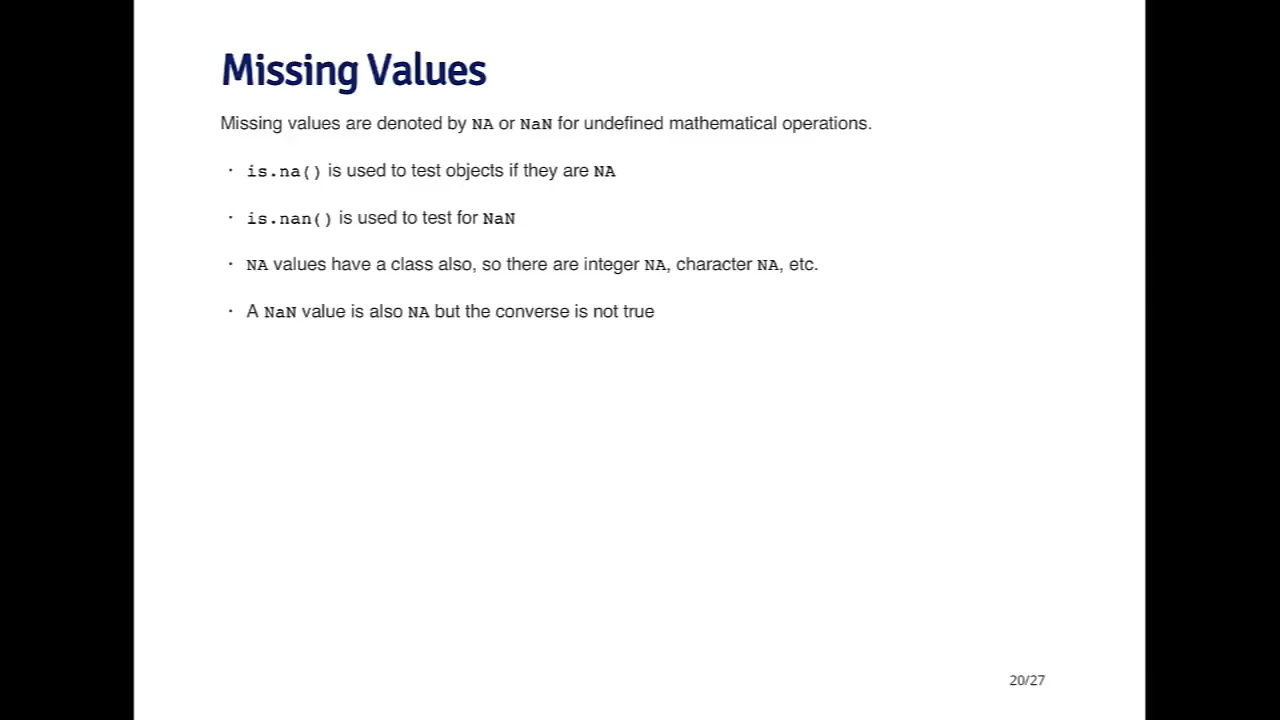 Missing Values
Missing values are denoted by NA or NaN for undefined mathematical operations.
· is.na() is used to test objects if they are NA
· is.nan() is used to test for NaN
· NA values have a class also, so there are integer NA, character NA, etc.
· A NaN value is also NA but the converse is not true
20/27